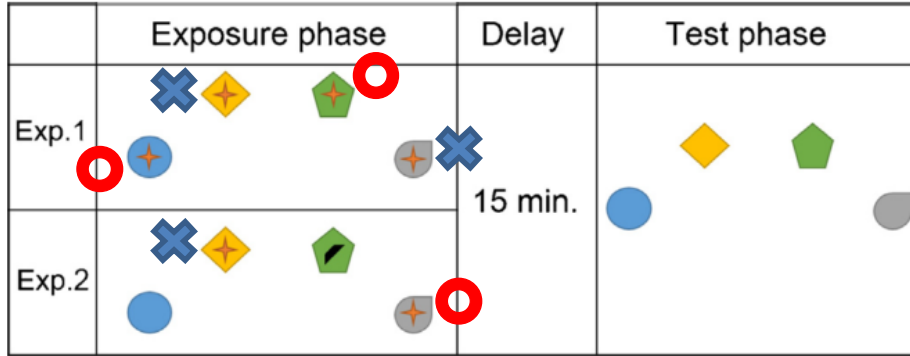 Exposure phase
Delay
Test phase
Exp.1
15 min.
Exp.2